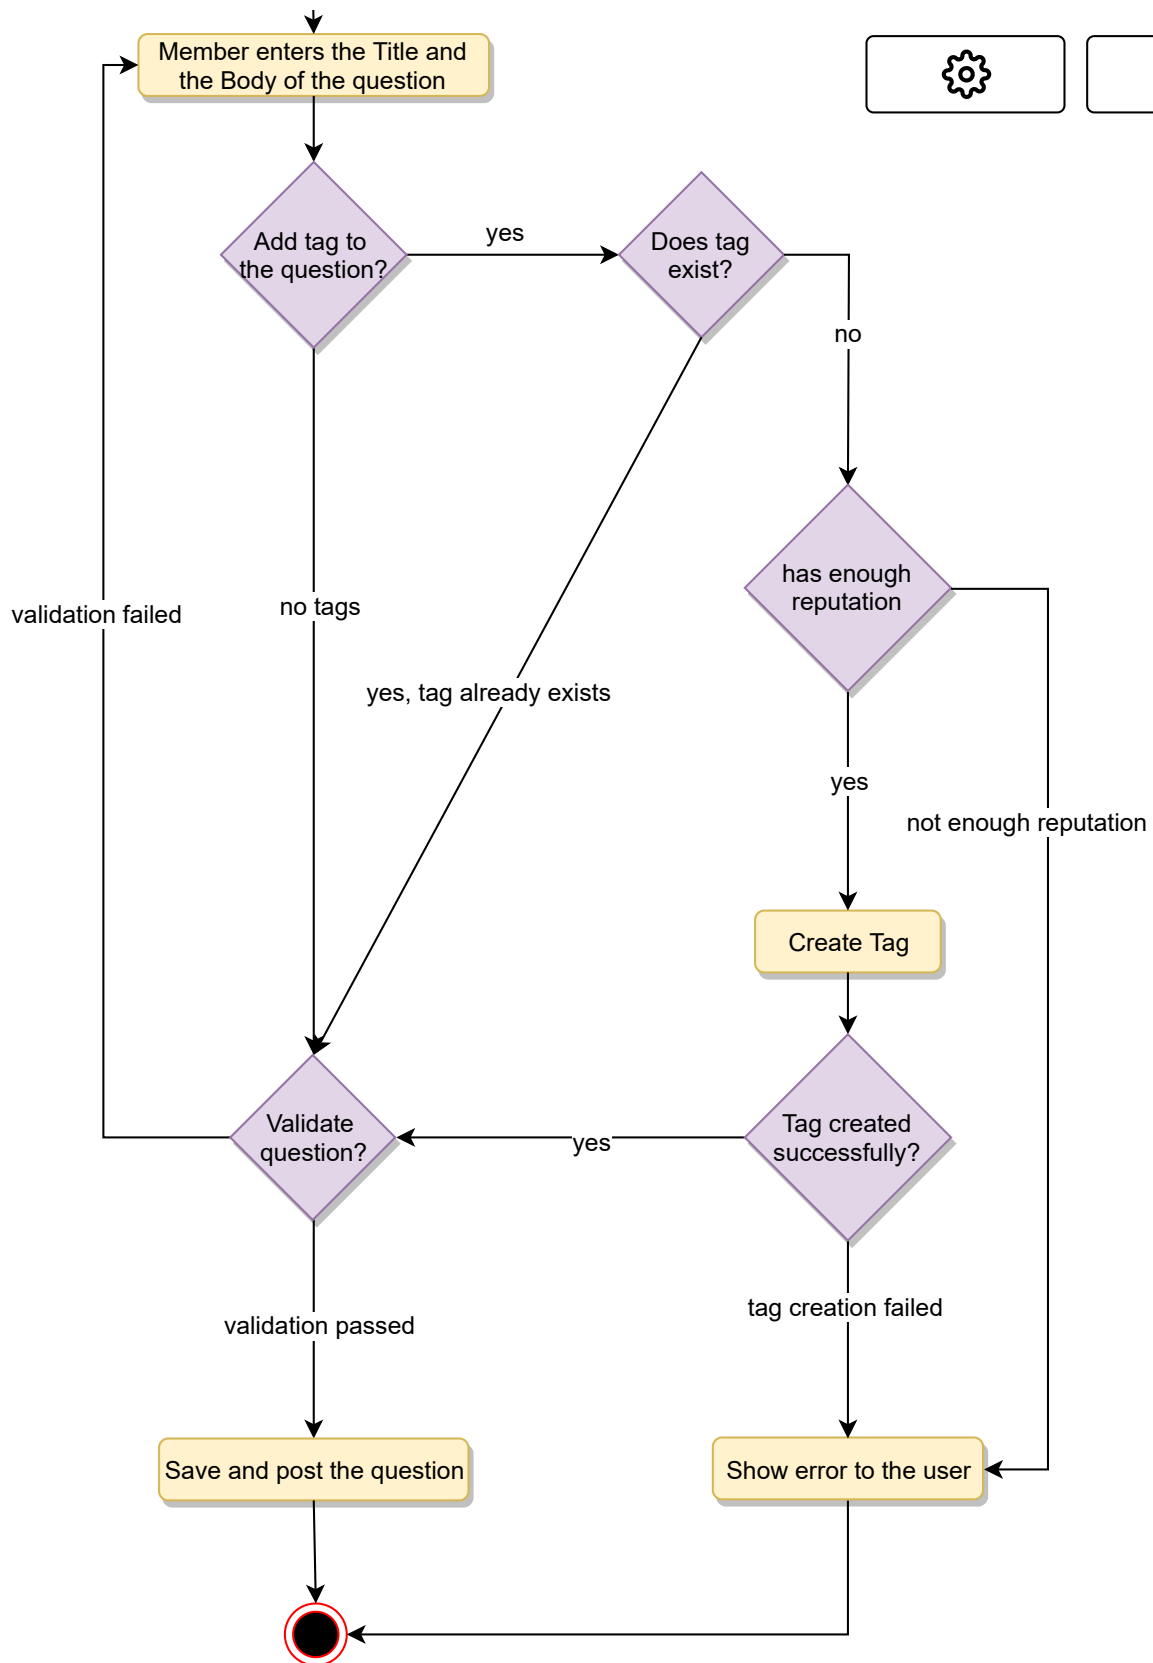 Member enters the Title and
the Body of the question
Add tag to
the question?
yes
Does tag
exist?
no
has enough
reputation
validation failed
no tags
yes, tag already exists
yes
not enough reputation
Create Tag
Validate
question?
yes
Tag created
successfully?
validation passed
tag creation failed
Save and post the question
Show error to the user